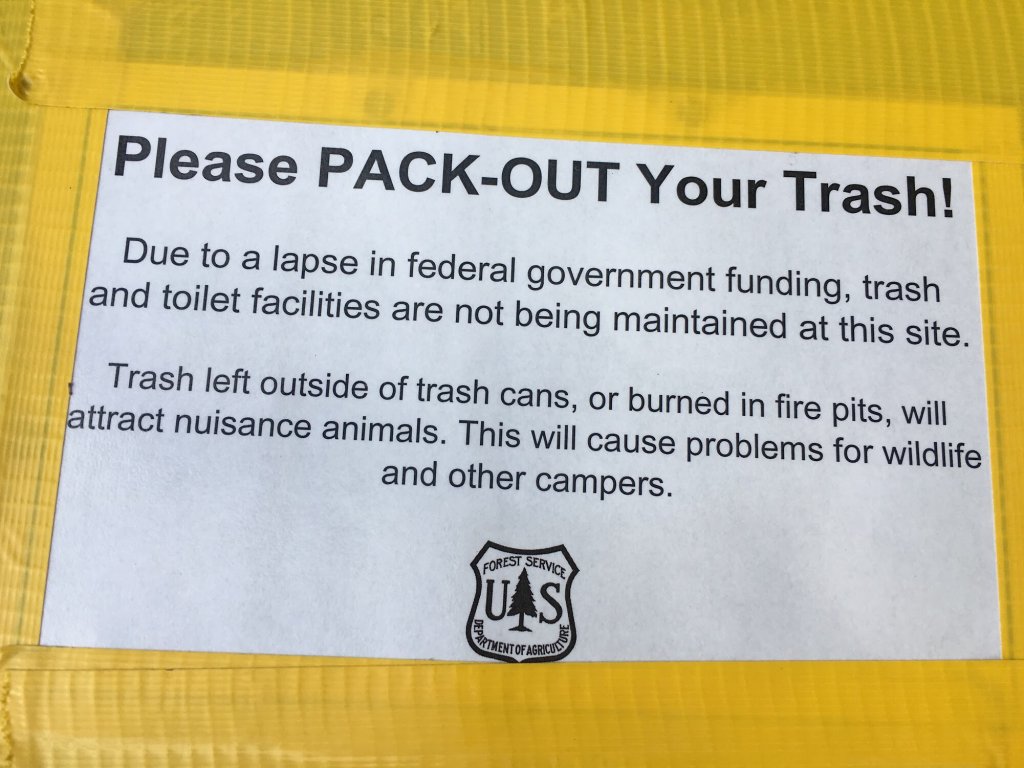 Please PACK-OUT Your Trash!
Due to a lapse in federal government funding, trash
and toilet facilities are not being maintained at this site.
Trash left outside of trash cans, or burned in fire pits, will
attract nuisance animals. This will cause problems for wildlife
and other campers.
FOREST SERVICE
U S
DEPARTMENT OF AGRICULTURE